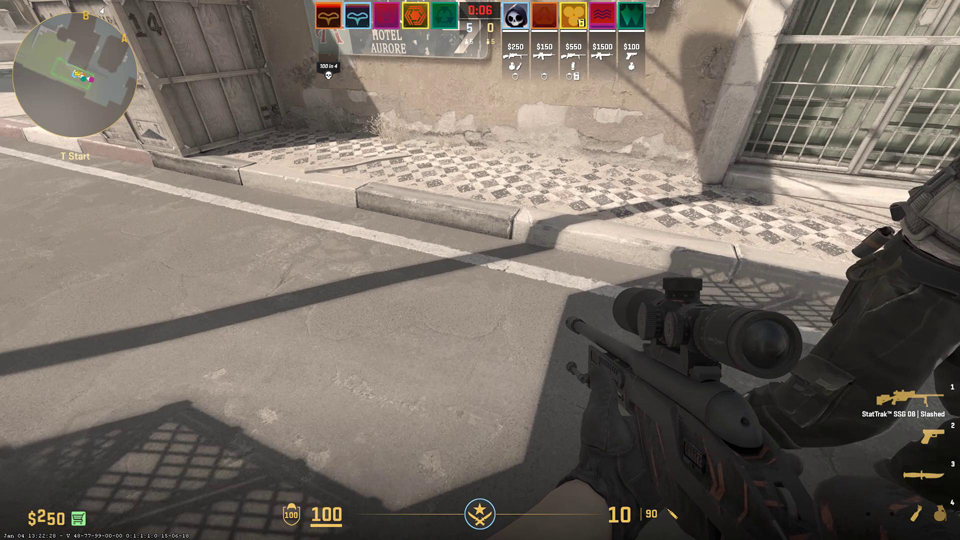 14
HOTEL
AURORE
0:06
5 0
$250 $150 $550 $1500 $100
100 in 4
B
A
T Start
1
StatTrak™ SSG 08 | Slashed
2
3
4
$250
100 100
10 | 90